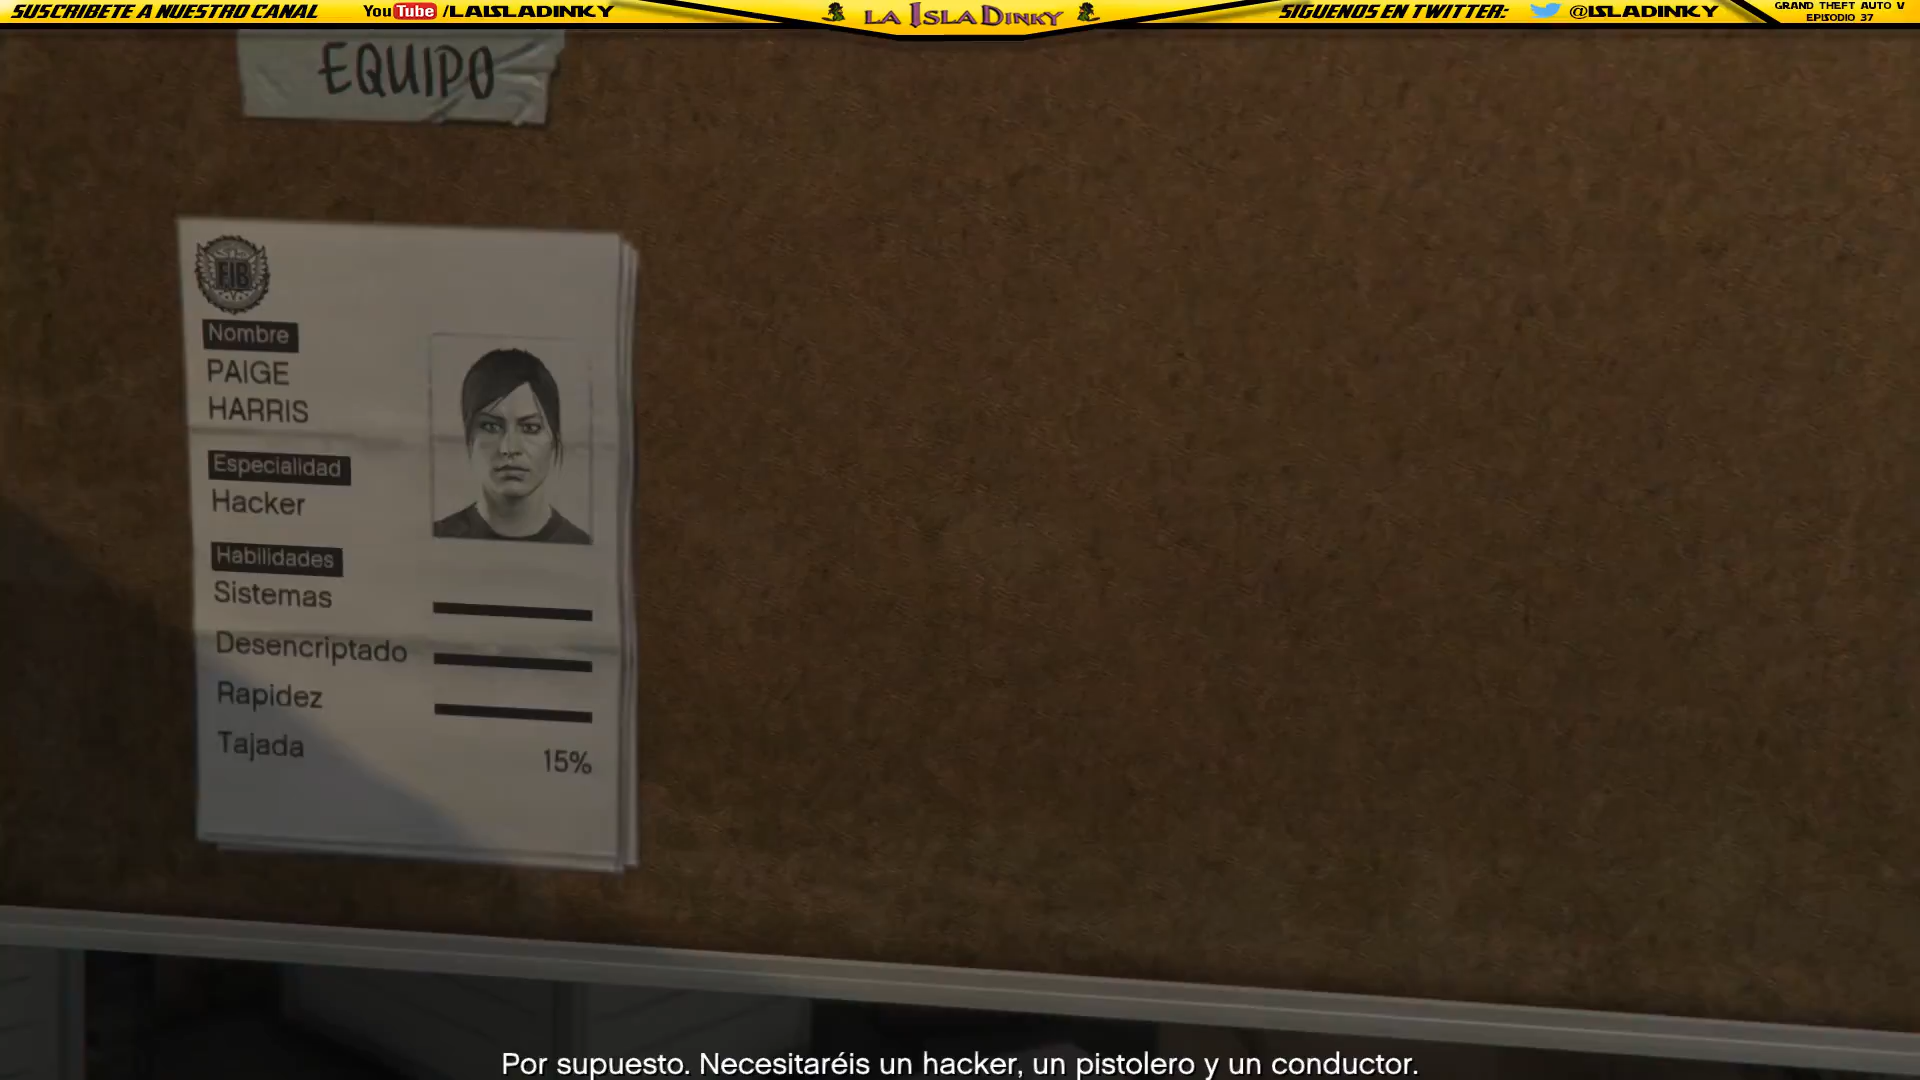 SUSCRIBETE A NUESTRO CANAL
YouTube /LAISLADINKY
LA ISLA DINKY
SIGUENOS EN TWITTER:
@ISLADINKY
GRAND THEFT AUTO V
EPISODIO 37
EQUIPO
FIB
Nombre
PAIGE
HARRIS
Especialidad
Hacker
Habilidades
Sistemas
Desencriptado
Rapidez
Tajada 15%
Por supuesto. Necesitaréis un hacker, un pistolero y un conductor.